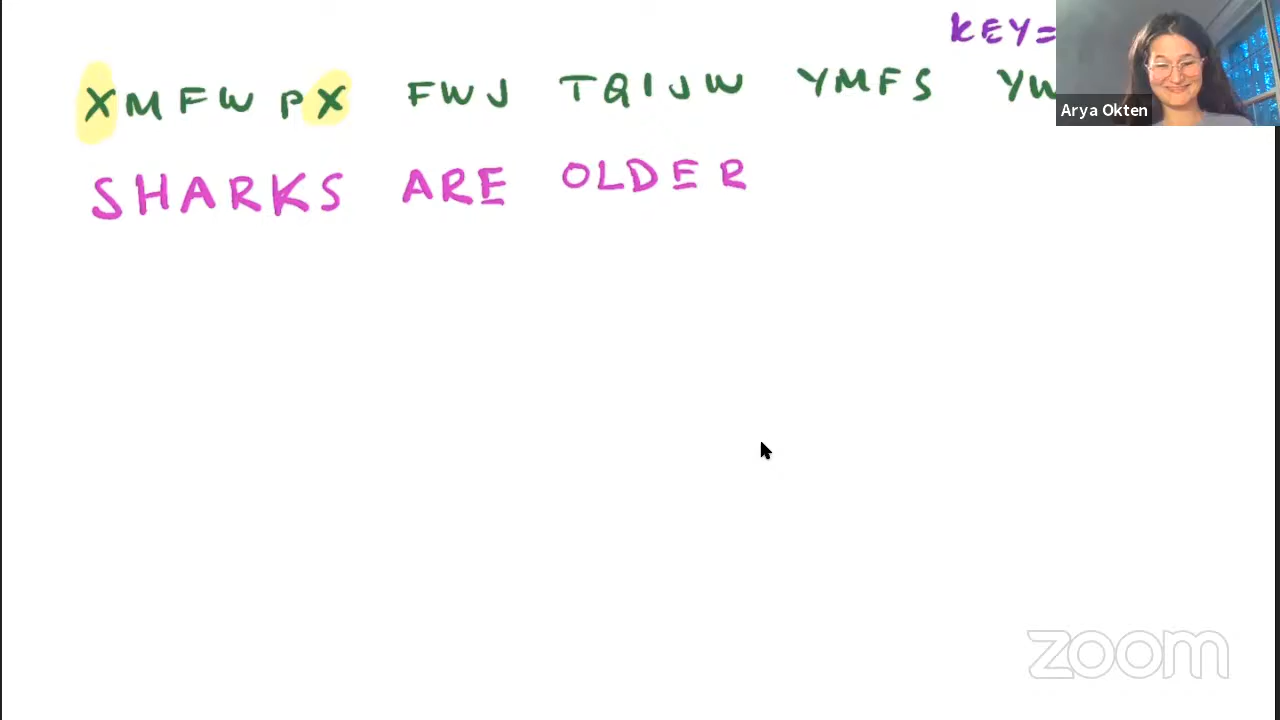 KEY=
XMFWPX FWJ TQIJW YMFS YW
Arya Okten
SHARKS ARE OLDER
zoom